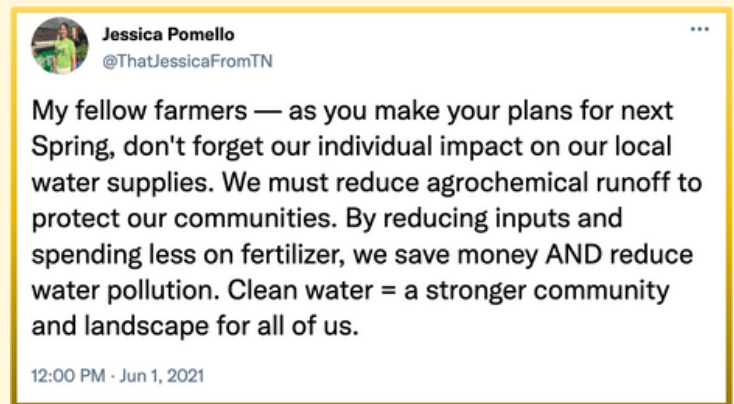 Jessica Pomello
@ThatJessicaFromTN
My fellow farmers — as you make your plans for next
Spring, don't forget our individual impact on our local
water supplies. We must reduce agrochemical runoff to
protect our communities. By reducing inputs and
spending less on fertilizer, we save money AND reduce
water pollution. Clean water = a stronger community
and landscape for all of us.
12:00 PM · Jun 1, 2021